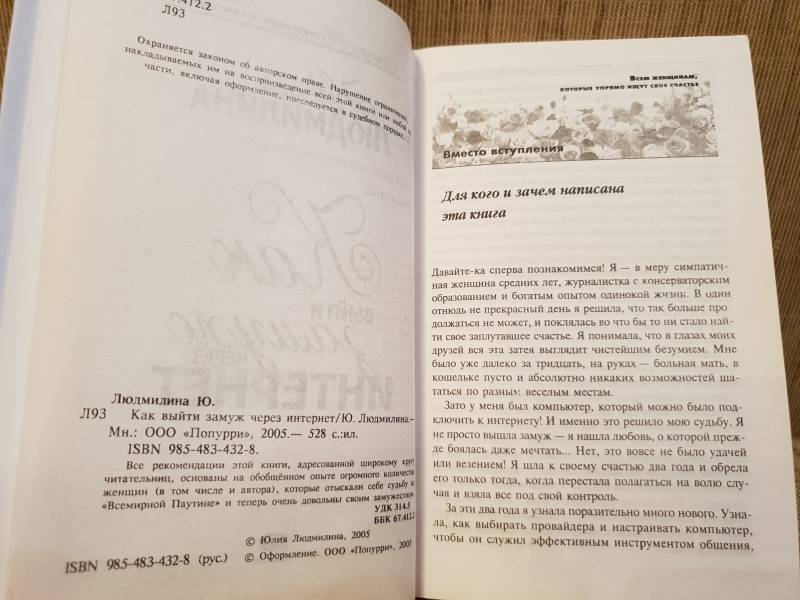 .412.2
Л93
Охраняется законом об авторском праве. Нарушение ограничений,
накладываемых им на воспроизведение всей этой книги или любой ее
части, включая оформление, преследуется в судебном порядке.
ЛЮДМИЛИНА
Как
ВЫЙТИ
замуж
ЧЕРЕЗ
ИНТЕРНЕТ
Людмилина Ю.
Л93 Как выйти замуж через интернет/Ю. Людмилина.—
Мн.: ООО «Попурри», 2005.— 528 с.:ил.
ISBN 985-483-432-8.
Все рекомендации этой книги, адресованной широкому кругу
читательниц, основаны на обобщённом опыте огромного количества
женщин (в том числе и автора), которые отыскали себе судьбу в
«Всемирной Паутине» и теперь очень довольны своим замужеством.
УДК 314.5
ББК 67.412.2
© Юлия Людмилина, 2005
ISBN 985-483-432-8 (рус.) © Оформление. ООО «Попурри», 2005
Всем женщинам,
которые упрямо ищут свое счастье
Вместо вступления
Для кого и зачем написана
эта книга
Давайте-ка сперва познакомимся! Я — в меру симпатич-
ная женщина средних лет, журналистка с консерваторским
образованием и богатым опытом одинокой жизни. В один
отнюдь не прекрасный день я решила, что так больше про
должаться не может, и поклялась во что бы то ни стало най-
ти свое заплутавшее счастье. Я понимала, что в глазах моих
друзей вся эта затея выглядит чистейшим безумием. Мне
было уже далеко за тридцать, на руках — больная мать, в
кошельке пусто и абсолютно никаких возможностей ша-
таться по разным веселым местам.
Зато у меня был компьютер, который можно было под-
ключить к интернету! И именно это решило мою судьбу. Я
не просто вышла замуж — я нашла любовь, о которой преж-
де боялась даже мечтать... Нет, это вовсе не было удачей
или везением! Я шла к своему счастью два года и обрела
его только тогда, когда перестала полагаться на волю слу-
чая и взяла все под свой контроль.
За эти два года я узнала поразительно много нового. Узна-
ла, как выбирать провайдера и настраивать компьютер,
чтобы он служил эффективным инструментом общения,